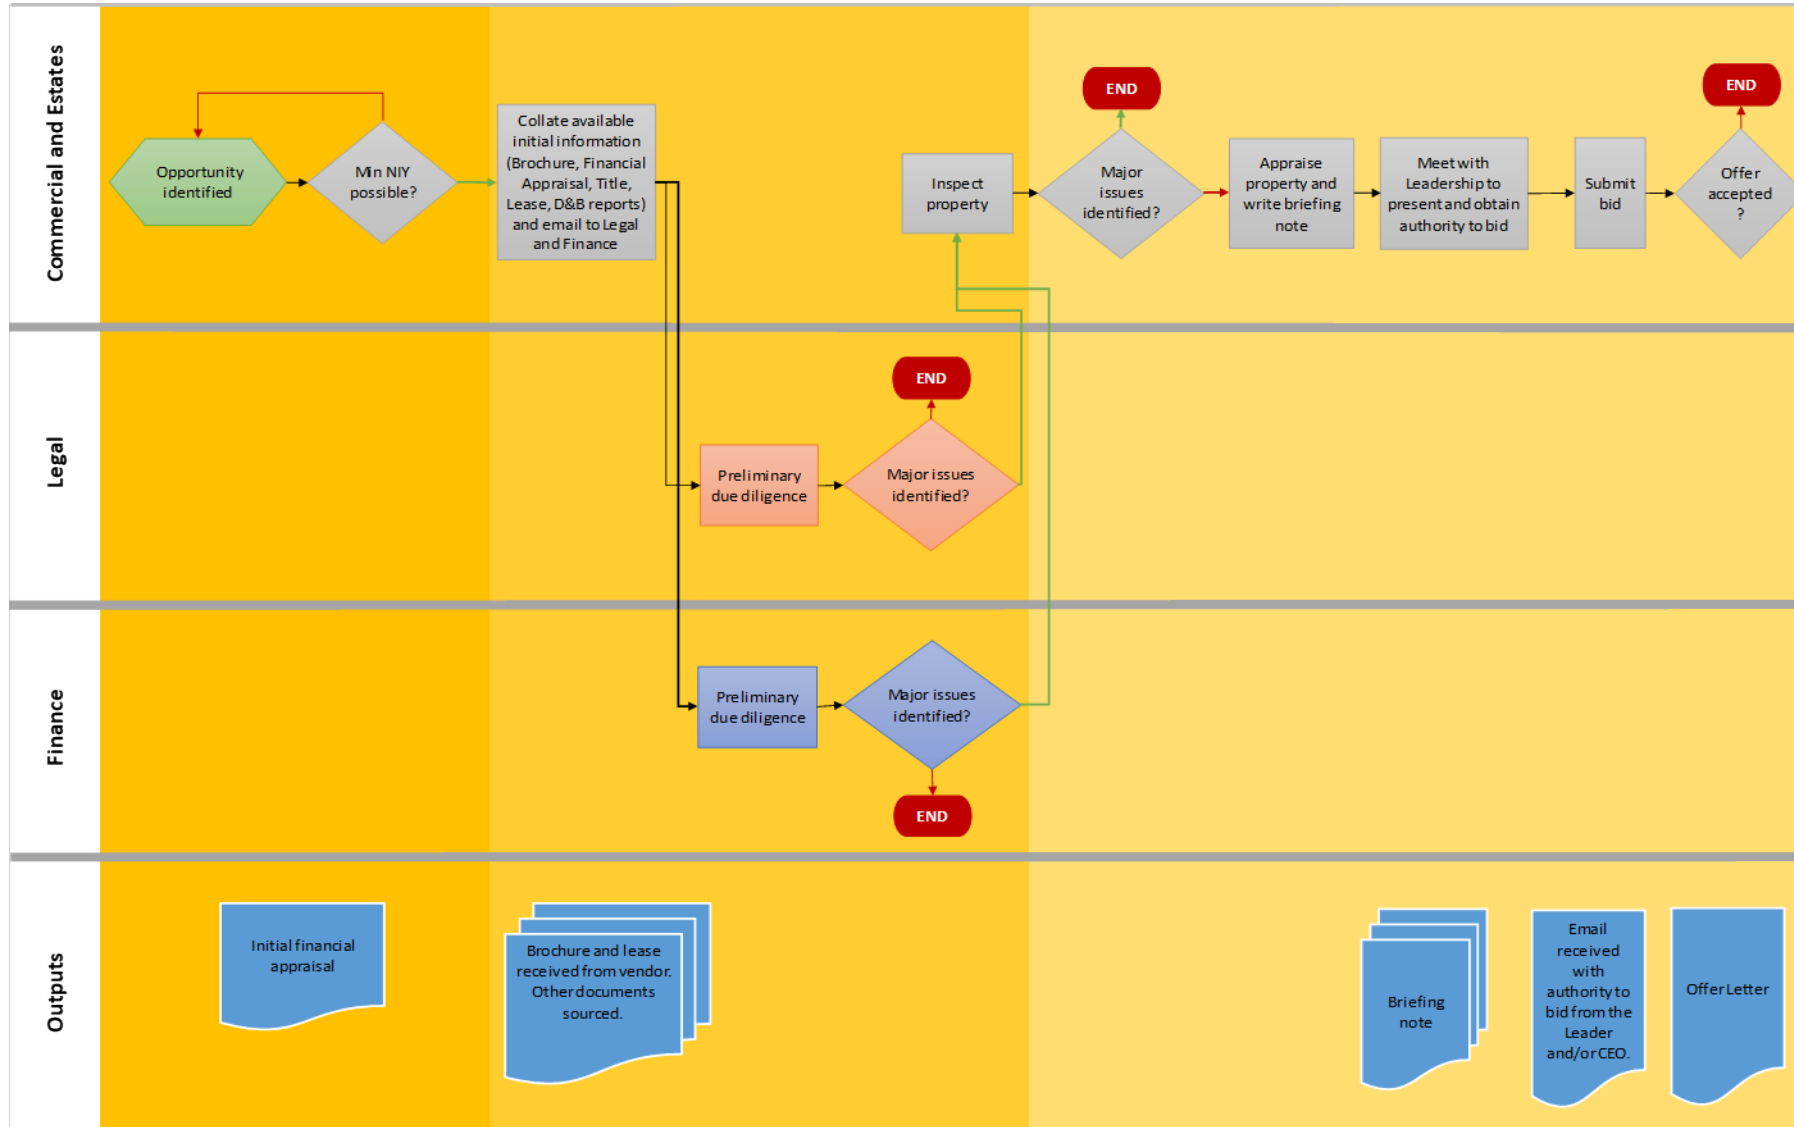 Commercial and Estates
Opportunity
identified
Min NIY
possible?
Collate available
initial information
(Brochure, Financial
Appraisal, Title,
Lease, D&B reports)
and email to Legal
and Finance
Inspect
property
END
Major
issues
identified?
Appraise
property and
write briefing
note
Meet with
Leadership to
present and obtain
authority to bid
Submit
bid
END
Offer
accepted
?
Legal
Preliminary
due diligence
END
Major issues
identified?
Finance
Preliminary
due diligence
Major issues
identified?
END
Outputs
Initial financial
appraisal
Brochure and lease
received from vendor.
Other documents
sourced.
Briefing
note
Email
received
with
authority to
bid from the
Leader
and/or CEO.
Offer Letter